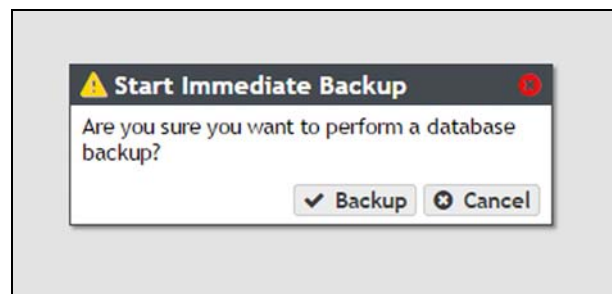 Start Immediate Backup
Are you sure you want to perform a database
backup?
Backup Cancel